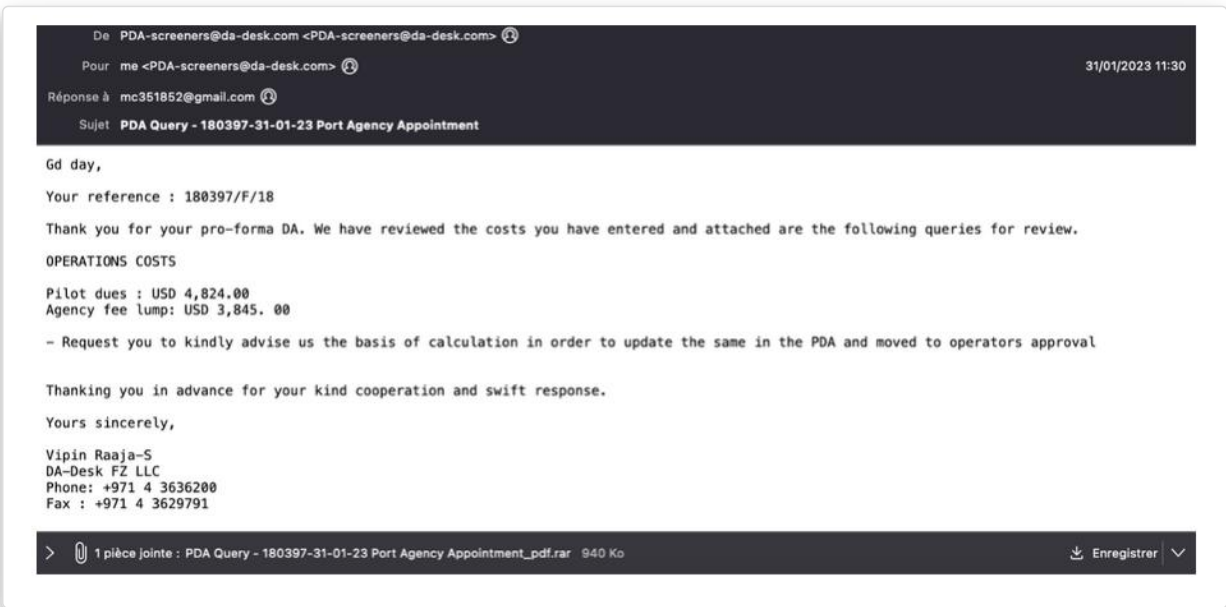 De PDA-screeners@da-desk.com <PDA-screeners@da-desk.com>
Pour me <PDA-screeners@da-desk.com> 31/01/2023 11:30
Réponse à mc351852@gmail.com
Sujet PDA Query - 180397-31-01-23 Port Agency Appointment
Gd day,
Your reference : 180397/F/18
Thank you for your pro-forma DA. We have reviewed the costs you have entered and attached are the following queries for review.
OPERATIONS COSTS
Pilot dues : USD 4,824.00
Agency fee lump: USD 3,845. 00
- Request you to kindly advise us the basis of calculation in order to update the same in the PDA and moved to operators approval
Thanking you in advance for your kind cooperation and swift response.
Yours sincerely,
Vipin Raaja-S
DA-Desk FZ LLC
Phone: +971 4 3636200
Fax : +971 4 3629791
1 pièce jointe : PDA Query - 180397-31-01-23 Port Agency Appointment_pdf.rar 940 Ko Enregistrer